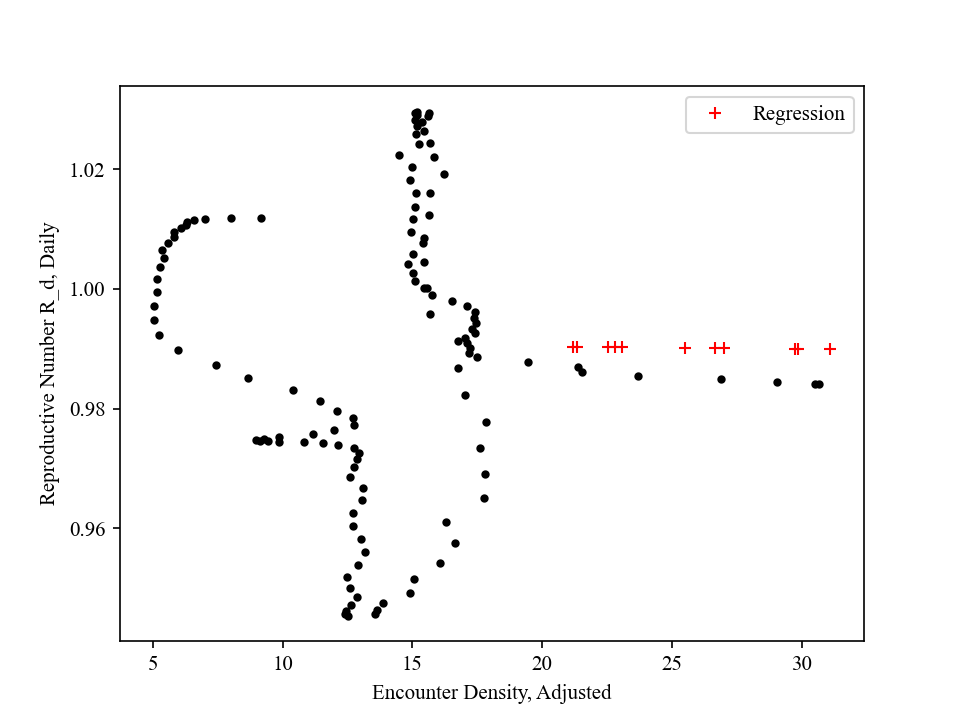 Regression
1.02
1.00
0.98
0.96
Reproductive Number R_d, Daily
5 10 15 20 25 30
Encounter Density, Adjusted